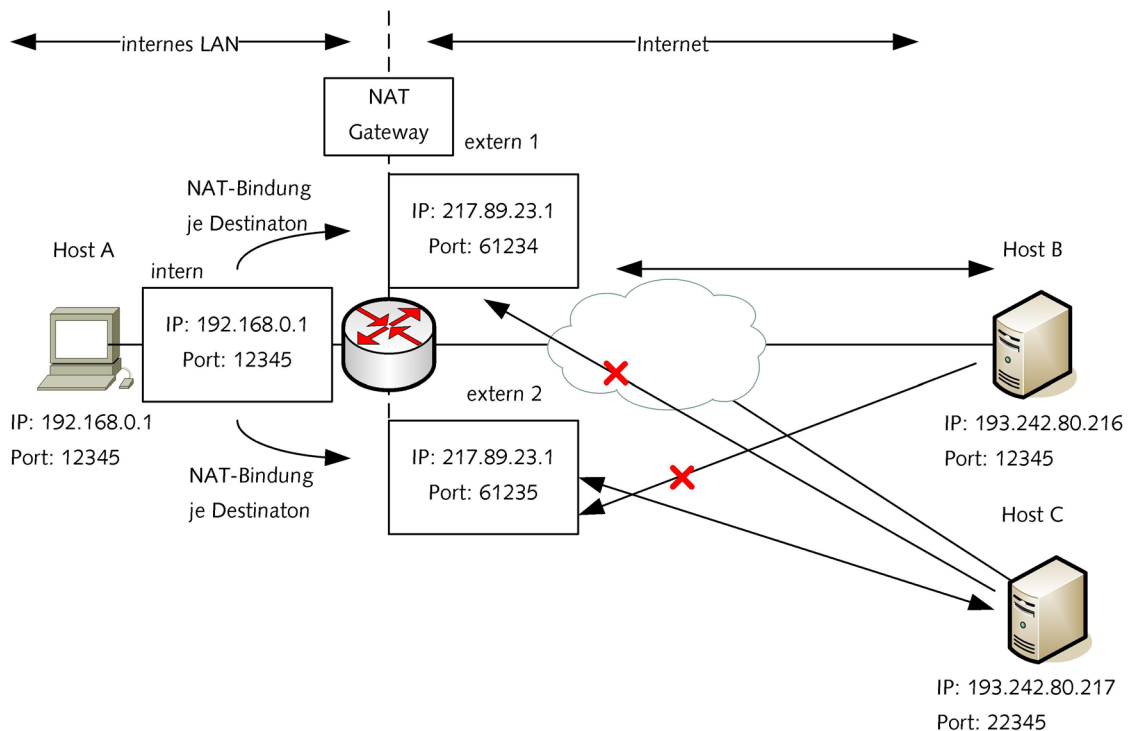 internes LAN
Internet
NAT
Gateway
extern 1
NAT-Bindung
je Destinaton
IP: 217.89.23.1
Port: 61234
Host A
intern
Host B
IP: 192.168.0.1
Port: 12345
extern 2
IP: 192.168.0.1
Port: 12345
IP: 193.242.80.216
Port: 12345
NAT-Bindung
je Destinaton
IP: 217.89.23.1
Port: 61235
Host C
IP: 193.242.80.217
Port: 22345